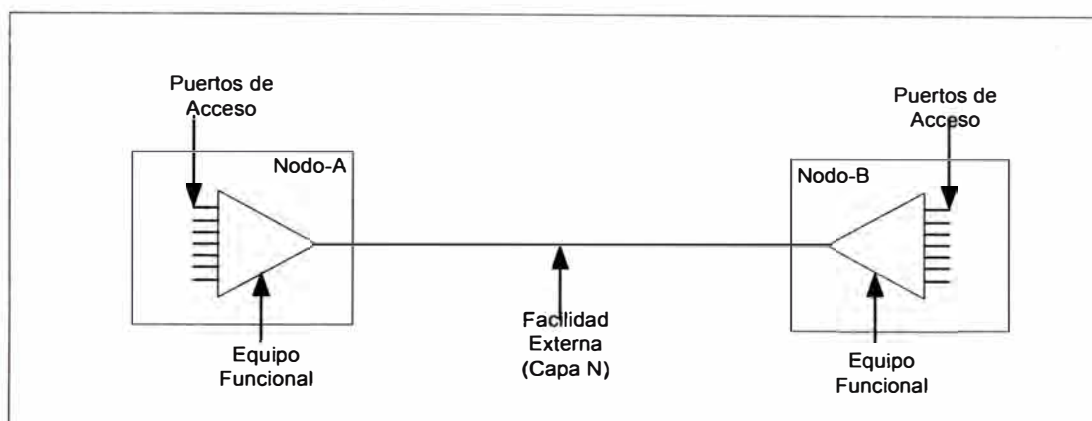 Puertos de
Acceso
Puertos de
Acceso
Nodo-A
Nodo-B
Equipo
Funcional
Facilidad
Externa
(Capa N)
Equipo
Funcional